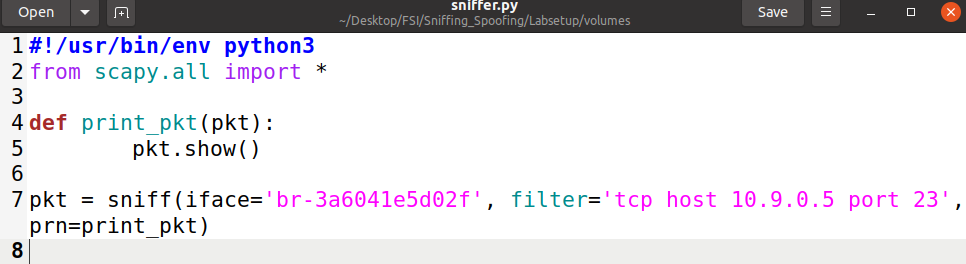 Open
sniffer.py
~/Desktop/FSI/Sniffing_Spoofing/Labsetup/volumes
Save
1 #!/usr/bin/env python3
2 from scapy.all import *
3
4 def print_pkt(pkt):
5         pkt.show()
6
7 pkt = sniff(iface='br-3a6041e5d02f', filter='tcp host 10.9.0.5 port 23',
prn=print_pkt)
8